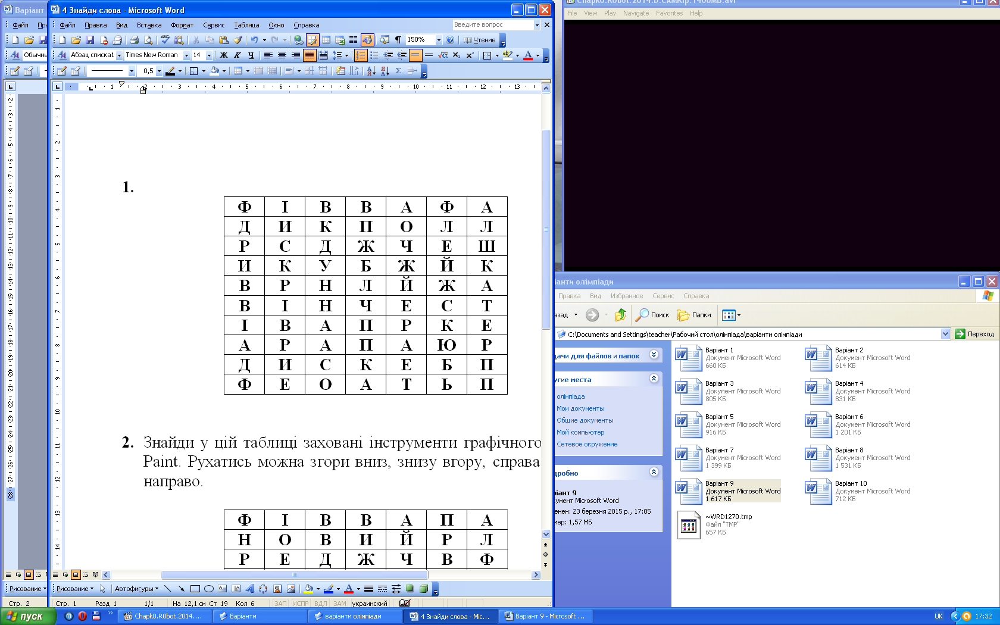 Варіант
4 Знайди слова - Microsoft Word
Файл
Файл Правка Вид Вставка Формат Сервис Таблица Окно Справка
Введите вопрос
150%
Чтение
Обычны
Абзац списка1
Times New Roman
14
Ж К Ч
0,5
1.
Ф І В В А Ф А
Д И К П О Л Л
Р С Д Ж Ч Е Ш
И К У Б Ж Й К
В Р Н Л Й Ж А
В І Н Ч Е С Т
І В А П Р К Е
А Р А П А Ю Р
Д И С К Е Б П
Ф Е О А Т Ь П
2. Знайди у цій таблиці заховані інструменти графічного
Paint. Рухатись можна згори вниз, знизу вгору, справа
направо.
Ф І В В А П А
Н О В И Й Р Л
Р Е Д Ж Ч В Ф
Рисование
Рисование
Автофигуры
Стр. 2
Стр. 1 Разд 1 1/1 На 12,1см Ст 19 Кол 6 ЗАП ИСПР ВДЛ ЗАМ украинский
Chapk0.R0bot.2014.D.CAMRip.1400MB.avi
File View Play Navigate Favorites Help
іанти олімпіади
Правка Вид Избранное Сервис Справка
азад
Поиск
Папки
C:\Documents and Settings\teacher\Рабочий стол\олімпіада\варіанти олімпіади
Переход
дачи для файлов и папок
угие места
олімпіада
Мои документы
Общие документы
Мой компьютер
Сетевое окружение
дробно
ріант 9
кумент Microsoft Word
енен: 23 березня 2015 р., 17:05
мер: 1,57 МБ
Варіант 1
Документ Microsoft Word
660 КБ
Варіант 2
Документ Microsoft Word
614 КБ
Варіант 3
Документ Microsoft Word
805 КБ
Варіант 4
Документ Microsoft Word
831 КБ
Варіант 5
Документ Microsoft Word
916 КБ
Варіант 6
Документ Microsoft Word
1 201 КБ
Варіант 7
Документ Microsoft Word
1 399 КБ
Варіант 8
Документ Microsoft Word
1 531 КБ
Варіант 9
Документ Microsoft Word
1 617 КБ
Варіант 10
Документ Microsoft Word
712 КБ
~WRD1270.tmp
Файл "TMP"
657 КБ
пуск
Chapk0.R0bot.2014....
Варіанти
варіанти олімпіади
4 Знайди слова - Mic...
Варіант 9 - Microsoft ...
UK
17:32